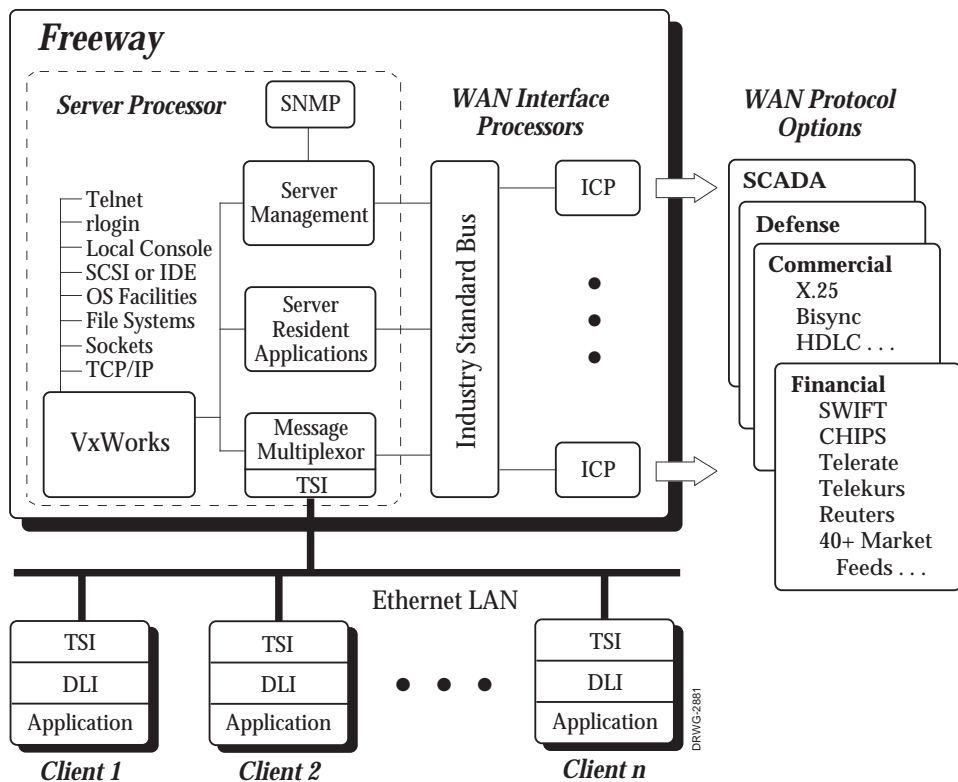 Freeway
Server Processor
SNMP
WAN Interface
Processors
WAN Protocol
Options
Telnet
rlogin
Local Console
SCSI or IDE
OS Facilities
File Systems
Sockets
TCP/IP
VxWorks
Server
Management
Server
Resident
Applications
Message
Multiplexor
TSI
Industry Standard Bus
ICP
ICP
SCADA
Defense
Commercial
X.25
Bisync
HDLC . . .
Financial
SWIFT
CHIPS
Telerate
Telekurs
Reuters
40+ Market
Feeds . . .
Ethernet LAN
TSI
DLI
Application
Client 1
TSI
DLI
Application
Client 2
TSI
DLI
Application
Client n
DRWG-2881